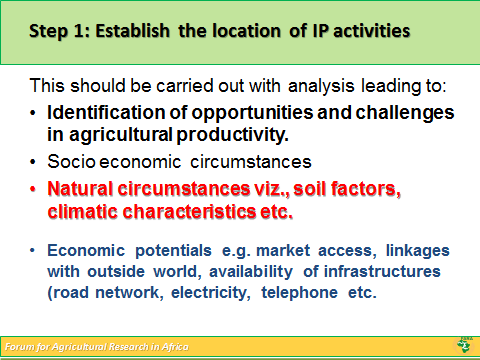 Step 1: Establish the location of IP activities
This should be carried out with analysis leading to:
• Identification of opportunities and challenges
in agricultural productivity.
• Socio economic circumstances
• Natural circumstances viz., soil factors,
climatic characteristics etc.
• Economic potentials e.g. market access, linkages
with outside world, availability of infrastructures
(road network, electricity, telephone etc.
Forum for Agricultural Research in Africa
FARA